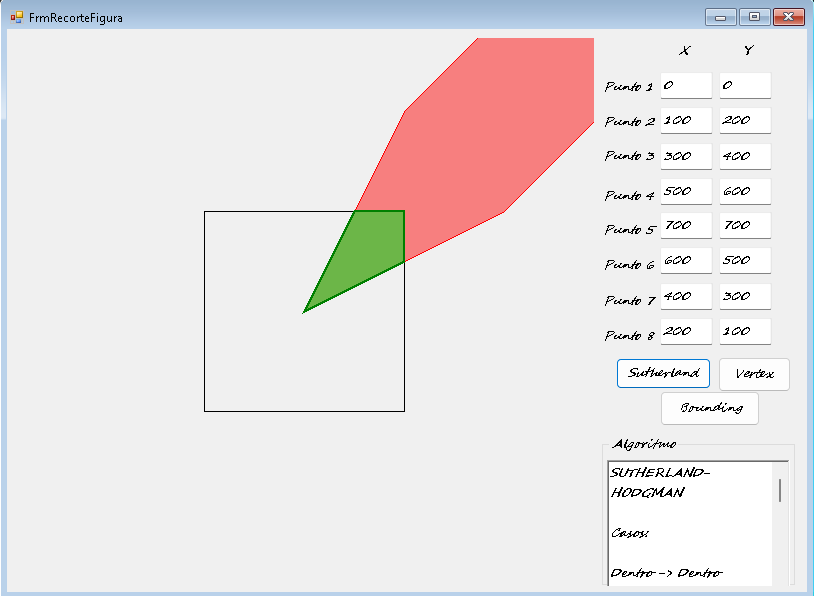 FrmRecorteFigura
X Y
Punto 1 0 0
Punto 2 100 200
Punto 3 300 400
Punto 4 500 600
Punto 5 700 700
Punto 6 600 500
Punto 7 400 300
Punto 8 200 100
Sutherland Vertex
Bounding
Algoritmo
SUTHERLAND-
HODGMAN
Casos:
Dentro -> Dentro